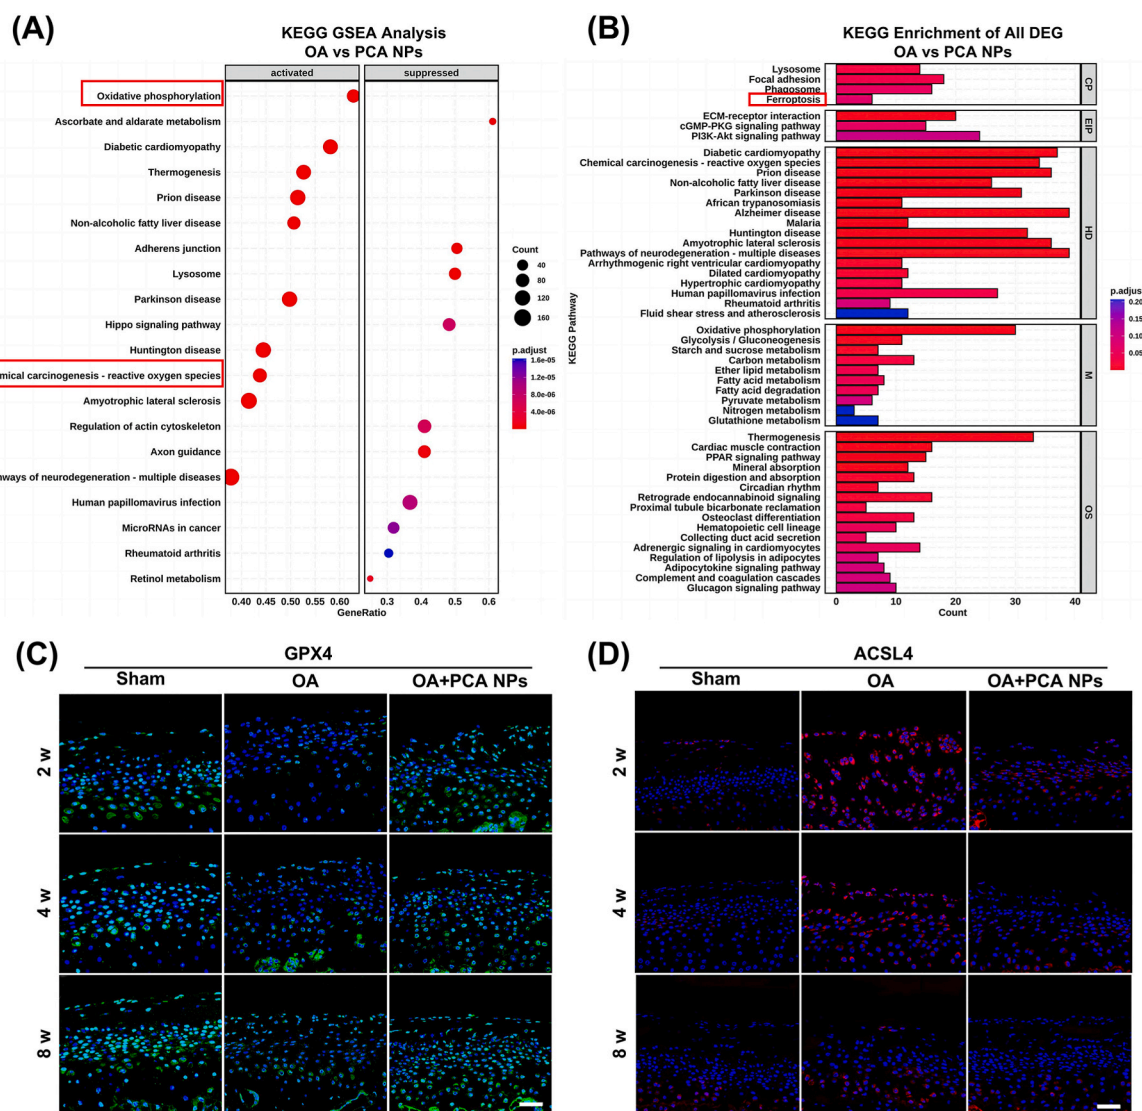 (A)
KEGG GSEA Analysis
OA vs PCA NPs
activated
suppressed
Oxidative phosphorylation
Ascorbate and aldarate metabolism
Diabetic cardiomyopathy
Thermogenesis
Prion disease
Non-alcoholic fatty liver disease
Adherens junction
Lysosome
Parkinson disease
Hippo signaling pathway
Huntington disease
mical carcinogenesis - reactive oxygen species
Amyotrophic lateral sclerosis
Regulation of actin cytoskeleton
Axon guidance
ways of neurodegeneration - multiple diseases
Human papillomavirus infection
MicroRNAs in cancer
Rheumatoid arthritis
Retinol metabolism
0.40 0.45 0.50 0.55 0.60
0.3 0.4 0.5 0.6
GeneRatio
Count
40
80
120
160
p.adjust
1.6e-05
1.2e-05
8.0e-06
4.0e-06
(B)
KEGG Enrichment of All DEG
OA vs PCA NPs
KEGG Pathway
Lysosome
Focal adhesion
Phagosome
Ferroptosis
CP
ECM-receptor interaction
cGMP-PKG signaling pathway
PI3K-Akt signaling pathway
EIP
Diabetic cardiomyopathy
Chemical carcinogenesis - reactive oxygen species
Prion disease
Non-alcoholic fatty liver disease
Parkinson disease
African trypanosomiasis
Alzheimer disease
Malaria
Huntington disease
Amyotrophic lateral sclerosis
Pathways of neurodegeneration - multiple diseases
Arrhythmogenic right ventricular cardiomyopathy
Dilated cardiomyopathy
Hypertrophic cardiomyopathy
Human papillomavirus infection
Rheumatoid arthritis
Fluid shear stress and atherosclerosis
HD
Oxidative phosphorylation
Glycolysis / Gluconeogenesis
Starch and sucrose metabolism
Carbon metabolism
Ether lipid metabolism
Fatty acid metabolism
Fatty acid degradation
Pyruvate metabolism
Nitrogen metabolism
Glutathione metabolism
M
Thermogenesis
Cardiac muscle contraction
PPAR signaling pathway
Mineral absorption
Protein digestion and absorption
Circadian rhythm
Retrograde endocannabinoid signaling
Proximal tubule bicarbonate reclamation
Osteoclast differentiation
Hematopoietic cell lineage
Collecting duct acid secretion
Adrenergic signaling in cardiomyocytes
Regulation of lipolysis in adipocytes
Adipocytokine signaling pathway
Complement and coagulation cascades
Glucagon signaling pathway
OS
0 10 20 30 40
Count
p.adjust
0.20
0.15
0.10
0.05
(C)
GPX4
Sham OA OA+PCA NPs
2 w
4 w
8 w
(D)
ACSL4
Sham OA OA+PCA NPs
2 w
4 w
8 w